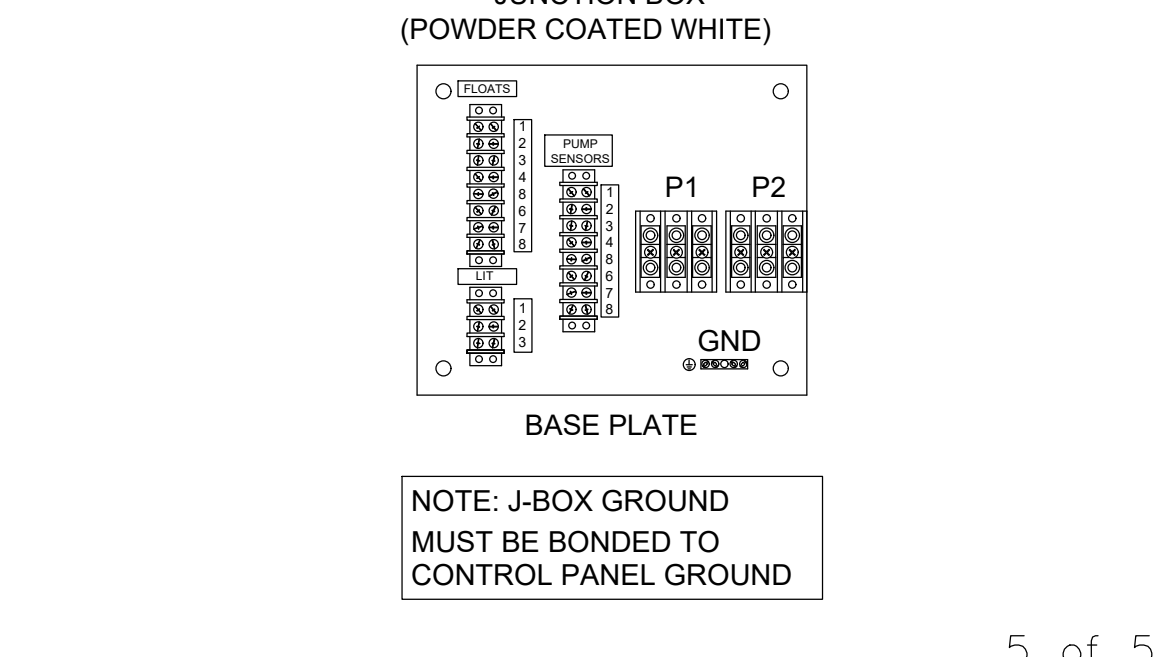 JUNCTION BOX
(POWDER COATED WHITE)
FLOATS
1
2
3
4
8
6
7
8
LIT
1
2
3
PUMP
SENSORS
1
2
3
4
8
6
7
8
P1
P2
GND
BASE PLATE
NOTE: J-BOX GROUND
MUST BE BONDED TO
CONTROL PANEL GROUND
5 of 5